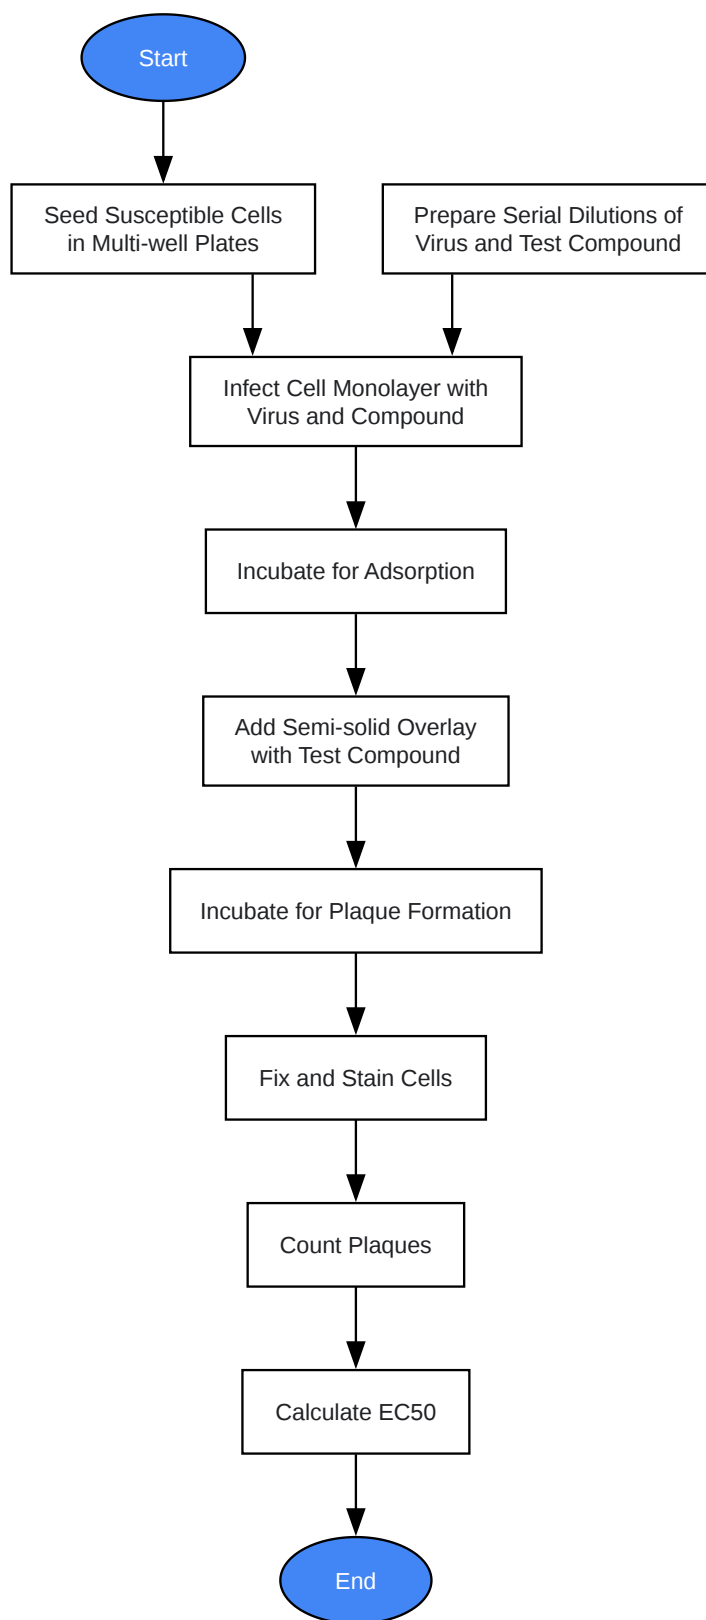 Start
Seed Susceptible Cells
in Multi-well Plates
Prepare Serial Dilutions of
Virus and Test Compound
Infect Cell Monolayer with
Virus and Compound
Incubate for Adsorption
Add Semi-solid Overlay
with Test Compound
Incubate for Plaque Formation
Fix and Stain Cells
Count Plaques
Calculate EC50
End